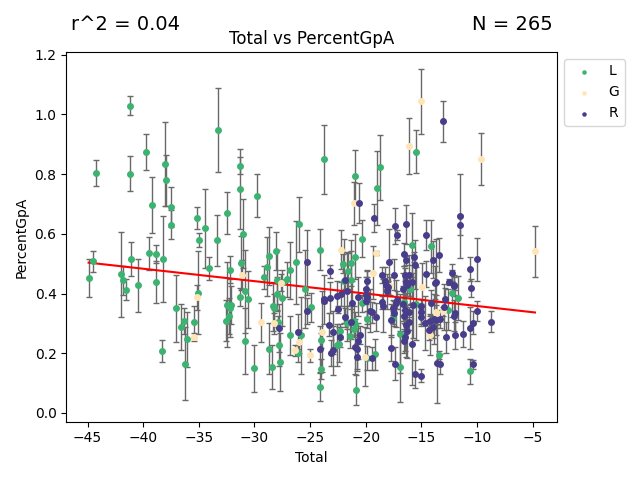 r^2 = 0.04
N = 265
Total vs PercentGpA
L
G
R
PercentGpA
1.2
1.0
0.8
0.6
0.4
0.2
0.0
−45
−40
−35
−30
−25
−20
−15
−10
−5
Total